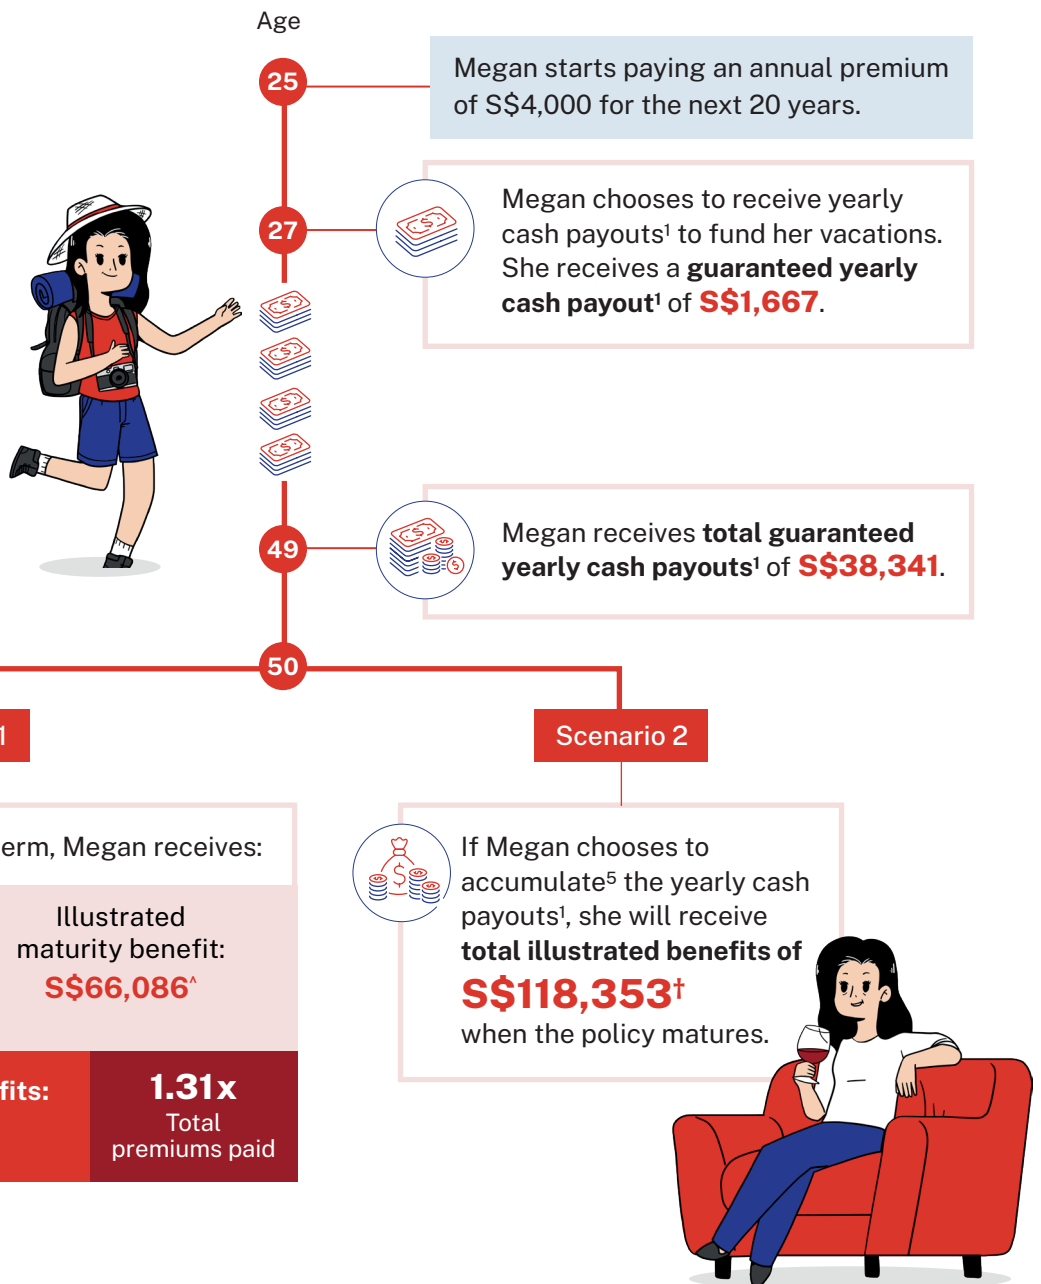 Age
25
Megan starts paying an annual premium
of S$4,000 for the next 20 years.
27
Megan chooses to receive yearly
cash payouts¹ to fund her vacations.
She receives a guaranteed yearly
cash payout¹ of S$1,667.
49
Megan receives total guaranteed
yearly cash payouts¹ of S$38,341.
50
1
erm, Megan receives:
Illustrated
maturity benefit:
S$66,086^
fits:
1.31x
Total
premiums paid
Scenario 2
If Megan chooses to
accumulate⁵ the yearly cash
payouts¹, she will receive
total illustrated benefits of
S$118,353†
when the policy matures.